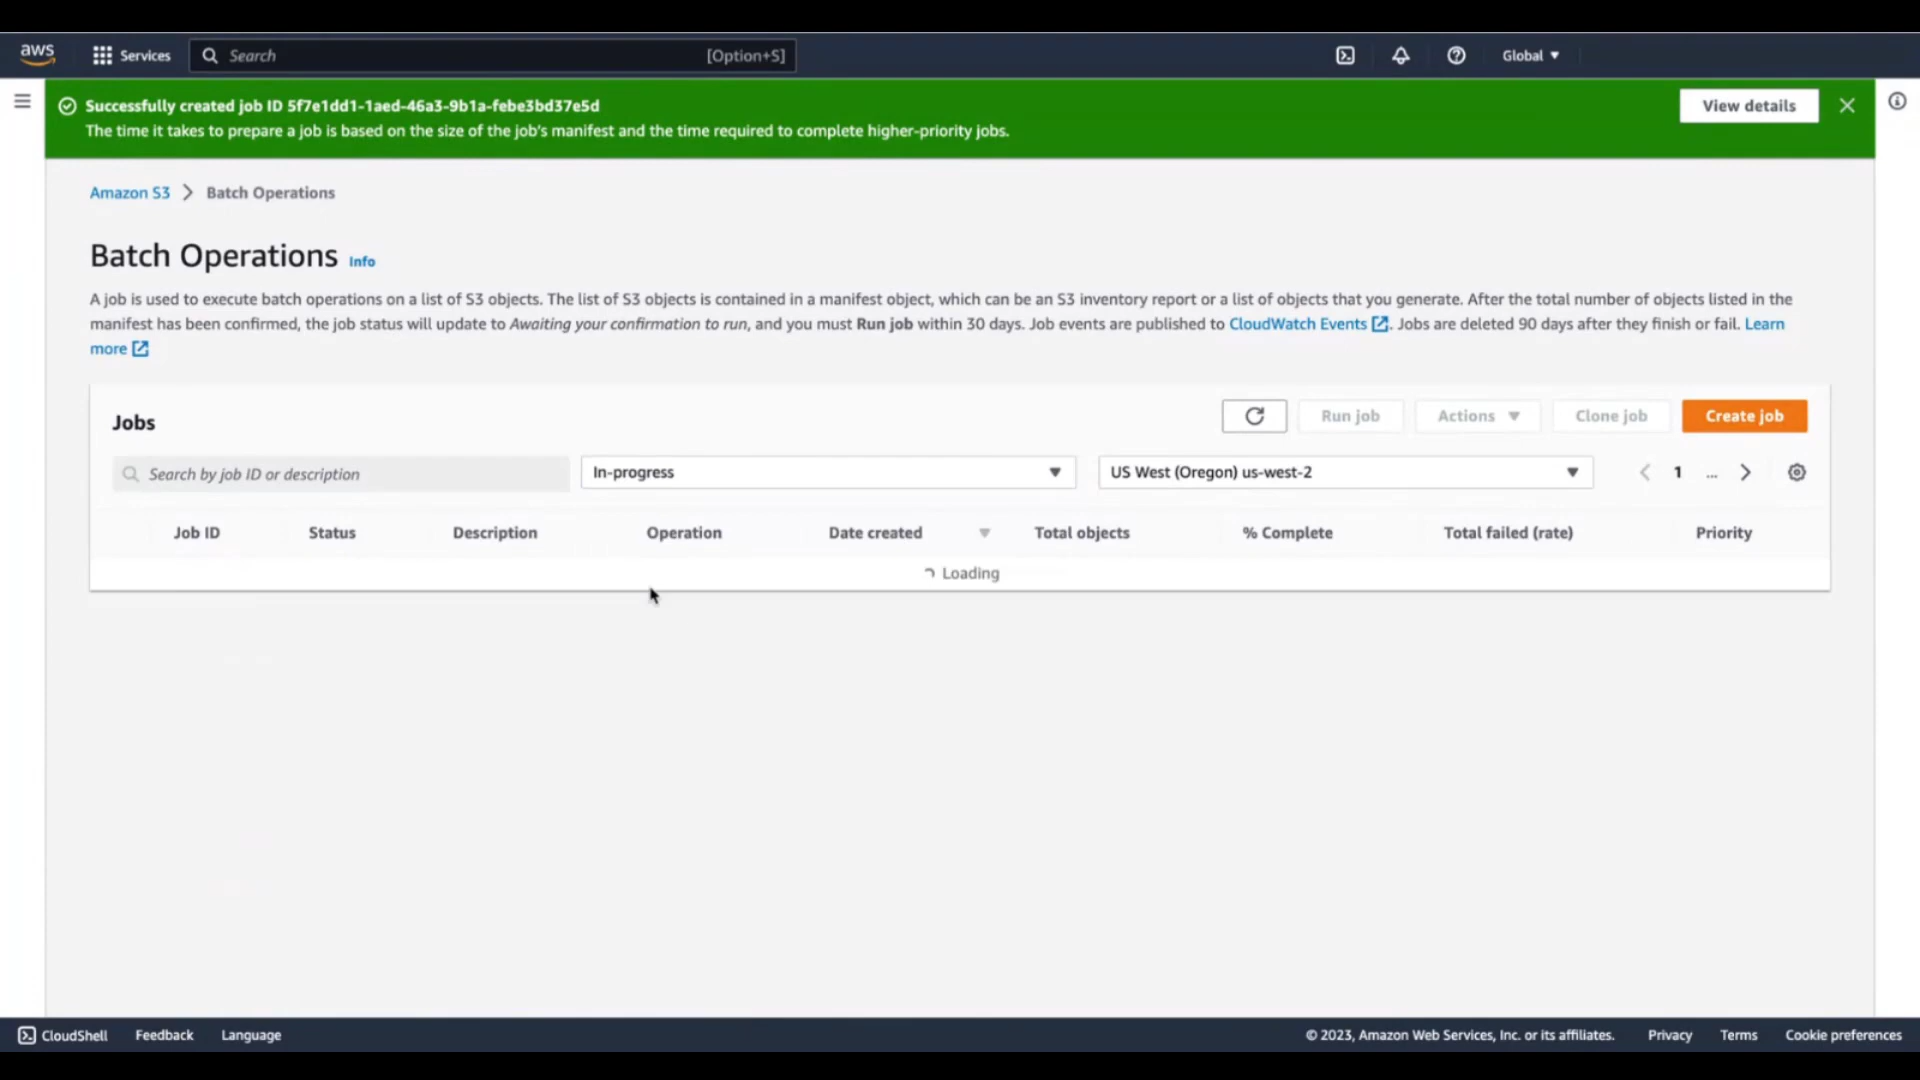 aws Services Search [Option+S] Global
Successfully created job ID 5f7e1dd1-1aed-46a3-9b1a-febe3bd37e5d View details
The time it takes to prepare a job is based on the size of the job's manifest and the time required to complete higher-priority jobs.
Amazon S3 > Batch Operations
Batch Operations Info
A job is used to execute batch operations on a list of S3 objects. The list of S3 objects is contained in a manifest object, which can be an S3 inventory report or a list of objects that you generate. After the total number of objects listed in the
manifest has been confirmed, the job status will update to Awaiting your confirmation to run, and you must Run job within 30 days. Job events are published to CloudWatch Events. Jobs are deleted 90 days after they finish or fail. Learn
more
Jobs Run job Actions Clone job Create job
Search by job ID or description In-progress US West (Oregon) us-west-2 1 ...
Job ID Status Description Operation Date created Total objects % Complete Total failed (rate) Priority
Loading
CloudShell Feedback Language © 2023, Amazon Web Services, Inc. or its affiliates. Privacy Terms Cookie preferences